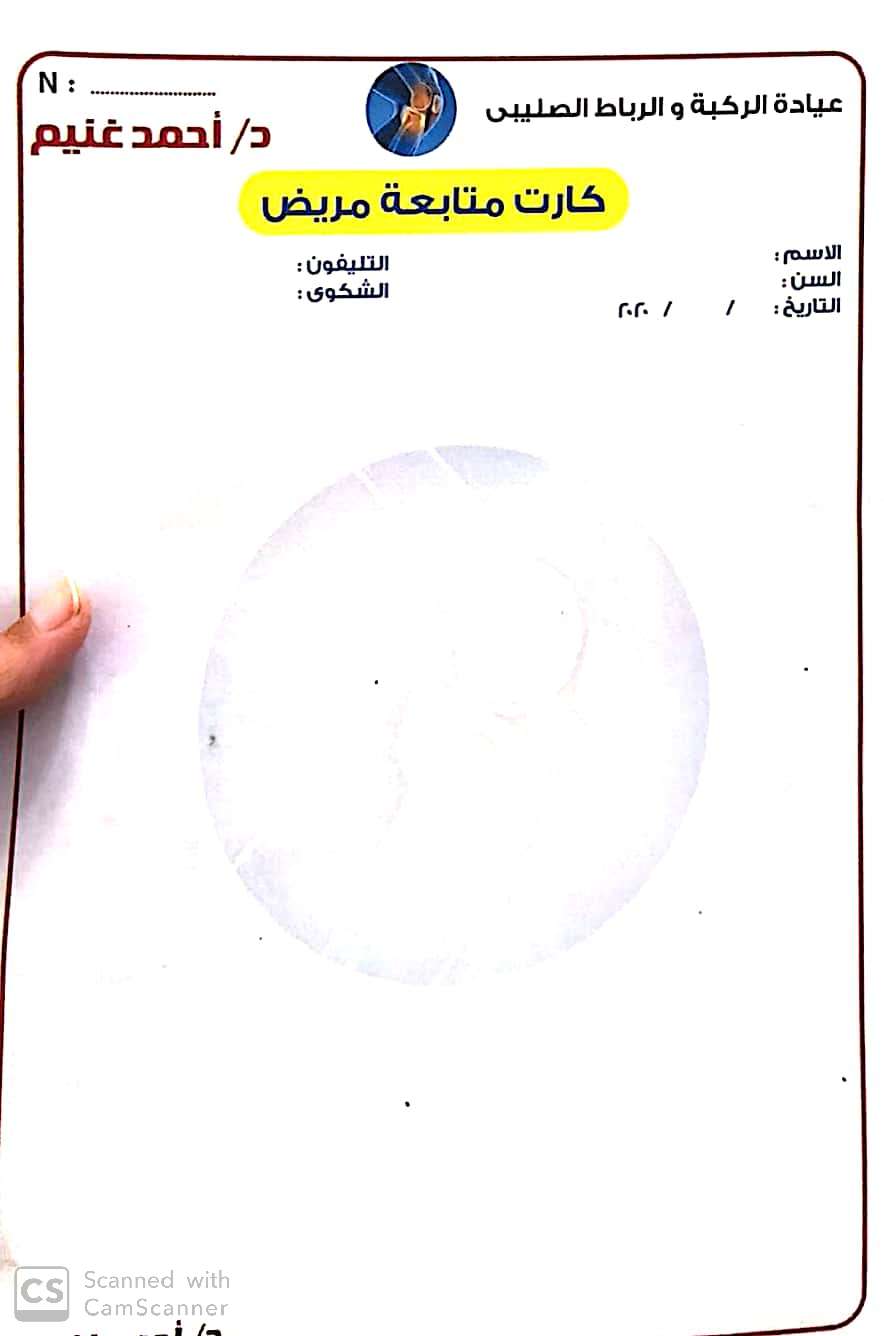 عيادة الركبة و الرباط الصليبى
N : ........................
د/ أحمد غنيم
كارت متابعة مريض
الاسم :
التليفون :
السن :
الشكوى :
التاريخ : / / ٢٠٢٠
CS Scanned with CamScanner